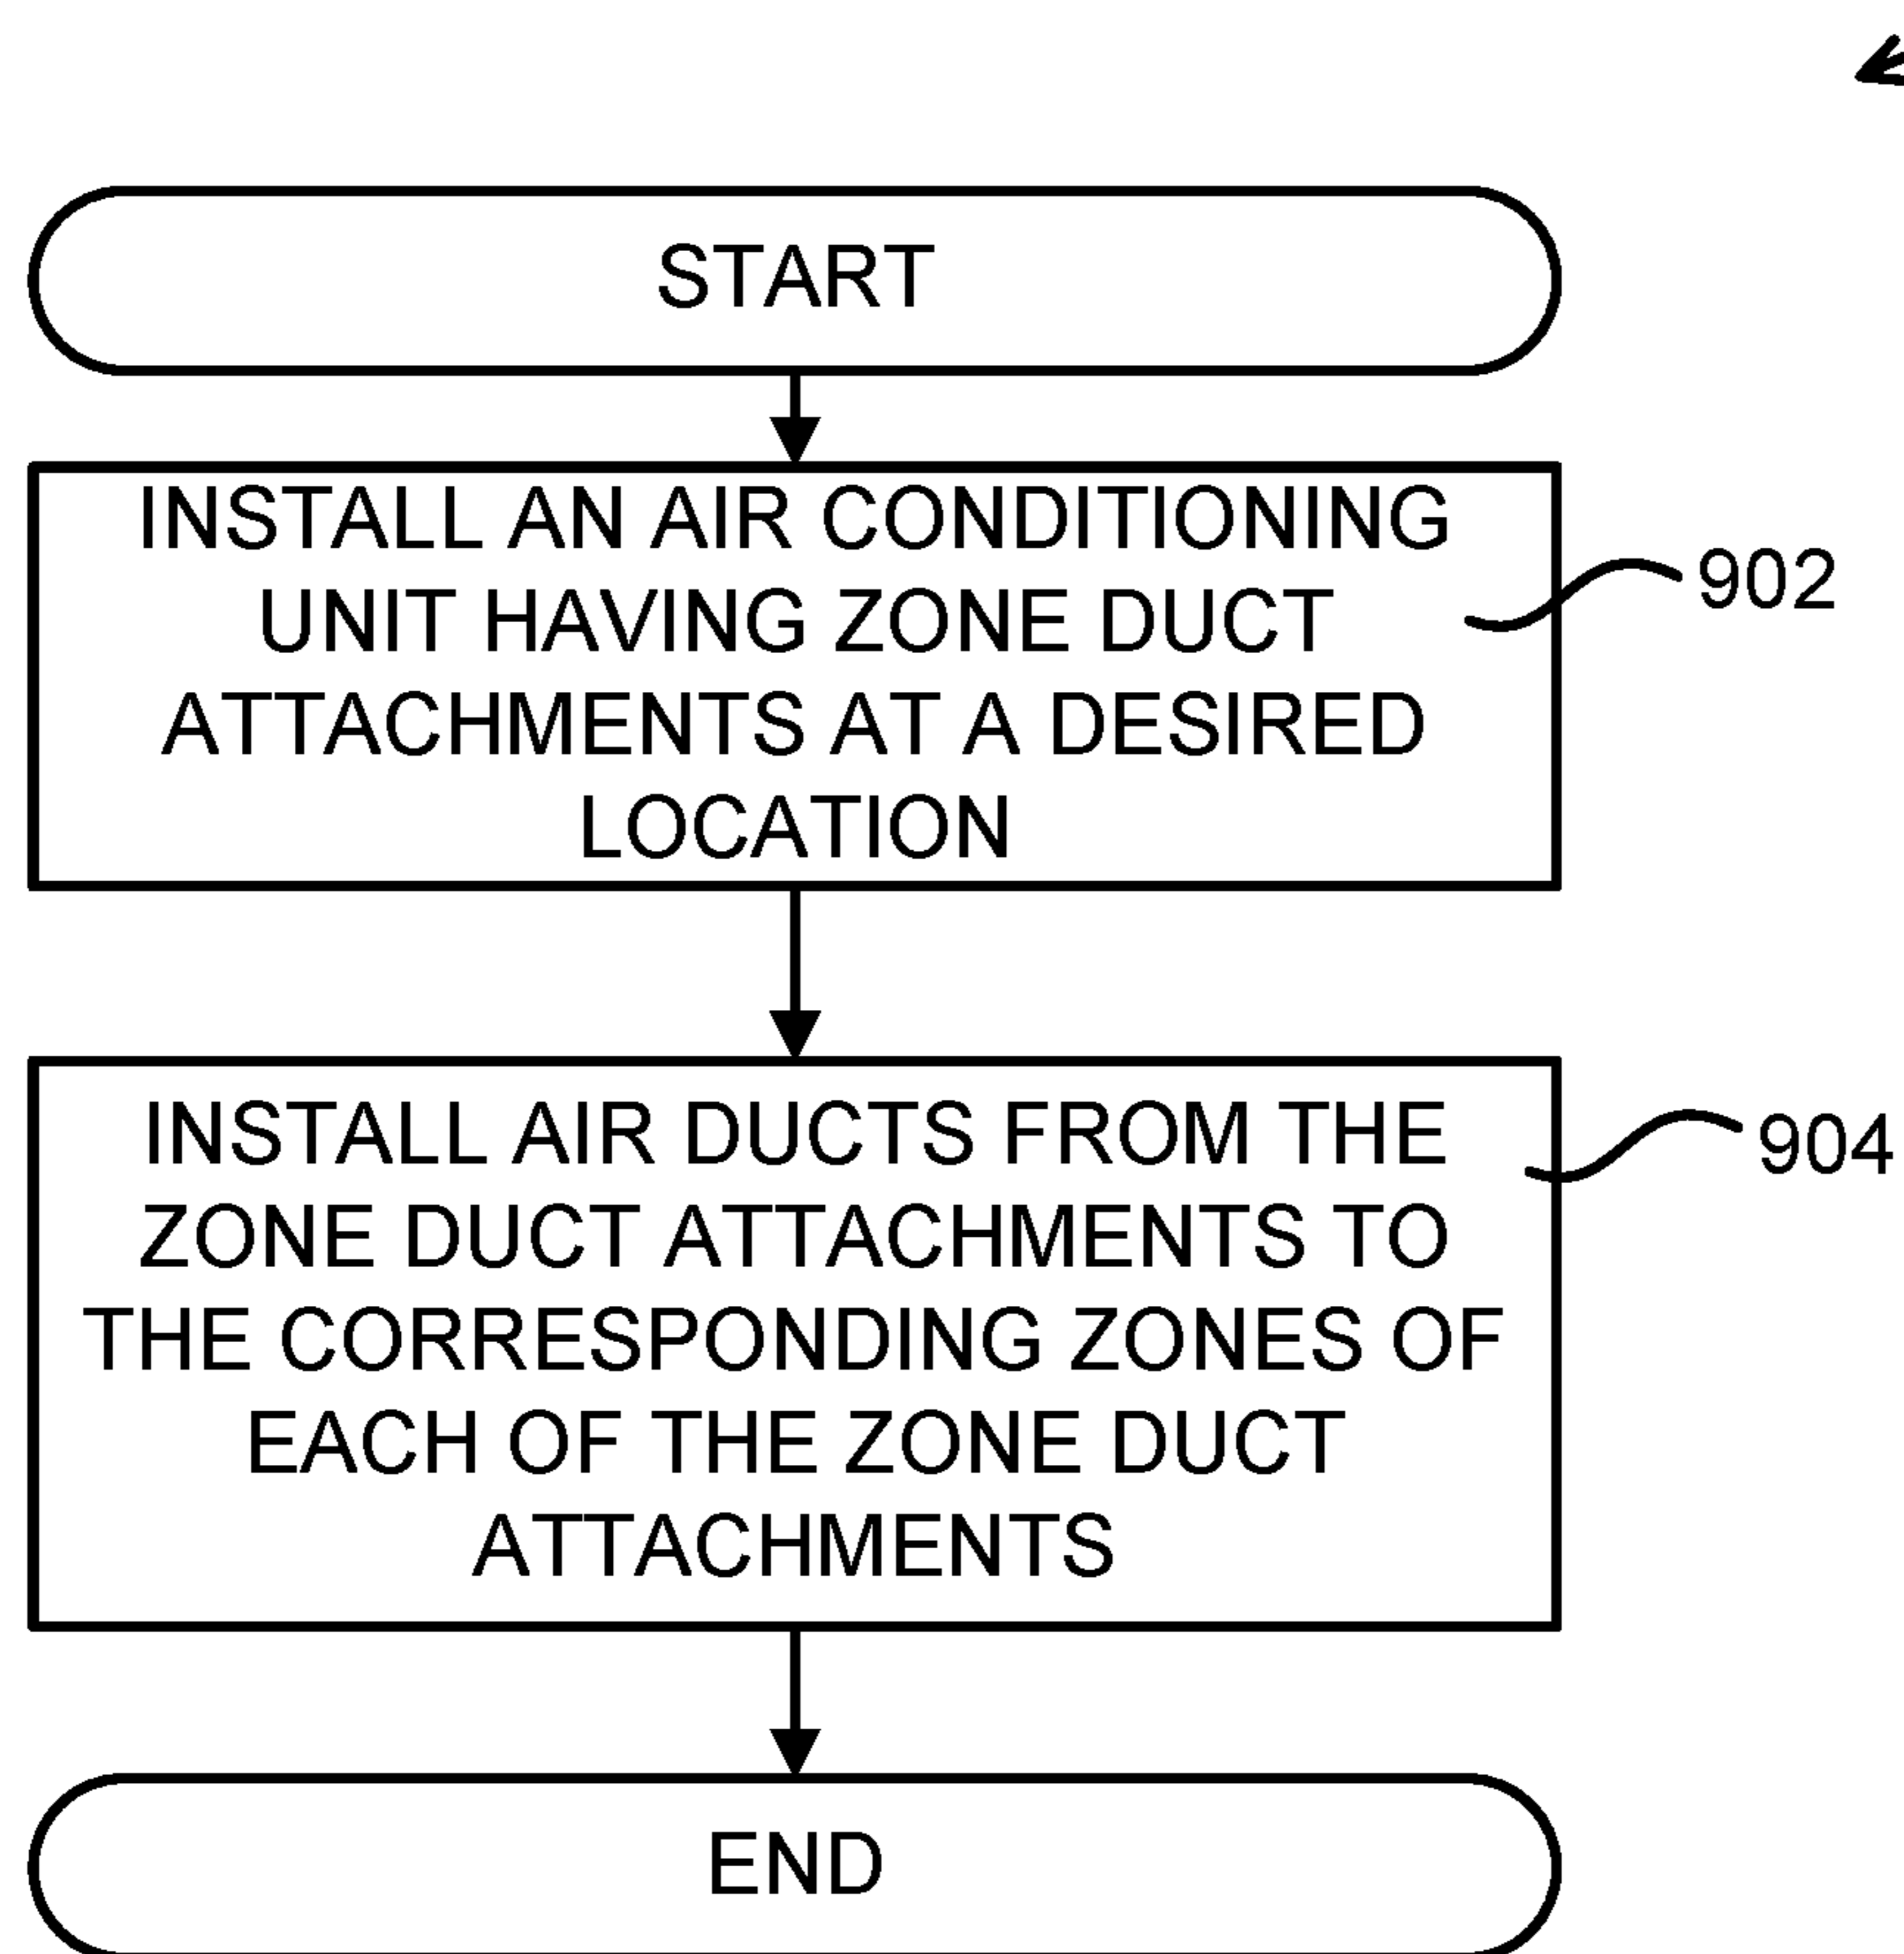 START
INSTALL AN AIR CONDITIONING
UNIT HAVING ZONE DUCT
ATTACHMENTS AT A DESIRED
LOCATION
902
INSTALL AIR DUCTS FROM THE
ZONE DUCT ATTACHMENTS TO
THE CORRESPONDING ZONES OF
EACH OF THE ZONE DUCT
ATTACHMENTS
904
END